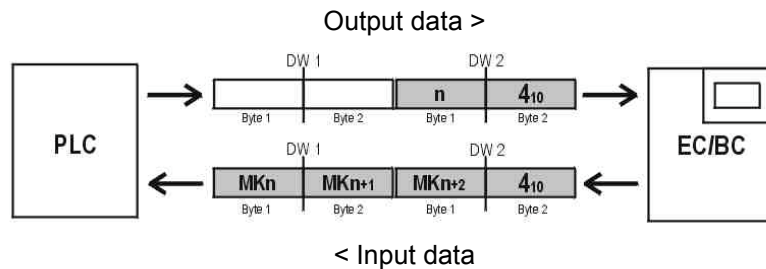 Output data >
DW 1 DW 2
n 4₁₀
Byte 1 Byte 2 Byte 1 Byte 2
PLC EC/BC
DW 1 DW 2
MKn MKn+1 MKn+2 4₁₀
Byte 1 Byte 2 Byte 1 Byte 2
< Input data